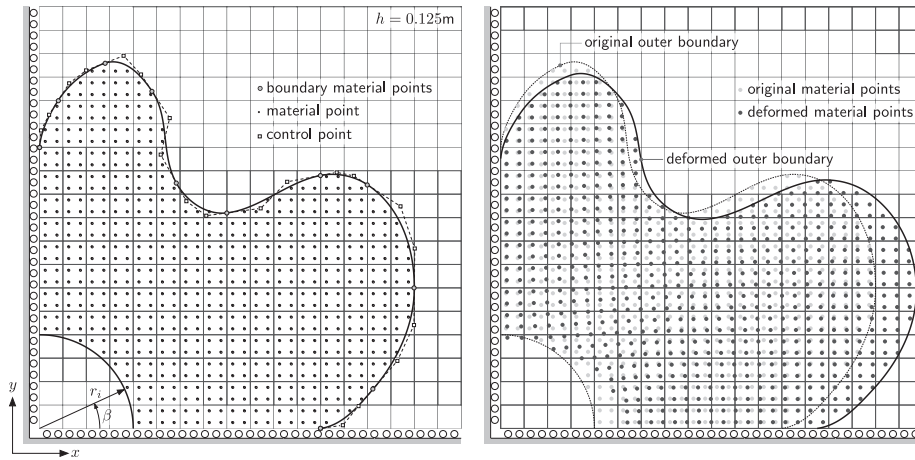 h = 0.125m
boundary material points
material point
control point
r_i
β
y
x
original outer boundary
original material points
deformed material points
deformed outer boundary